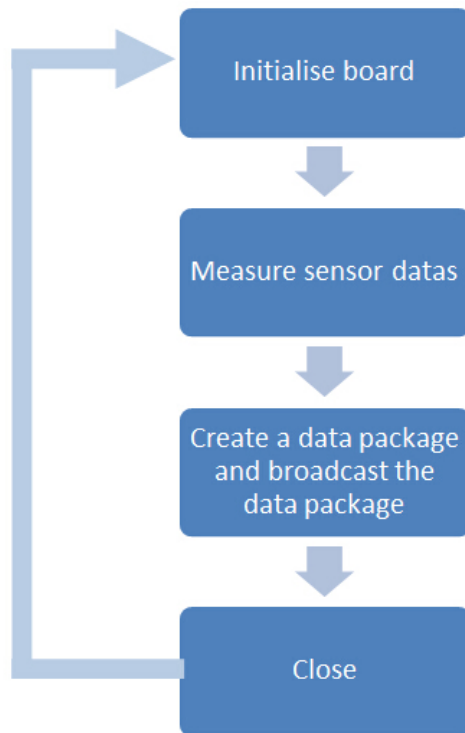 Initialise board
Measure sensor datas
Create a data package
and broadcast the
data package
Close